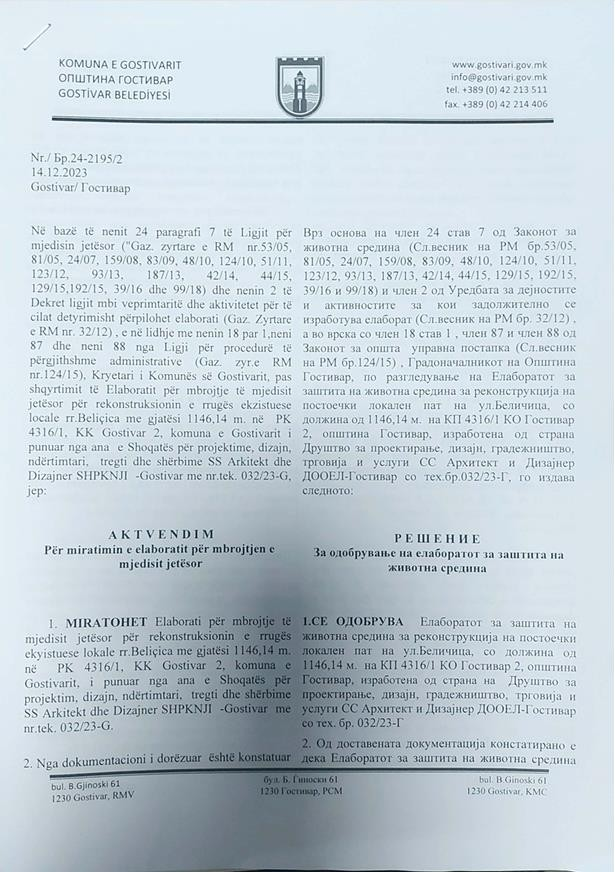 KOMUNA E GOSTIVARIT
ОПШТИНА ГОСТИВАР
GOSTİVAR BELEDİYESİ
www.gostivari.gov.mk
info@gostivari.gov.mk
tel. +389 (0) 42 213 511
fax. +389 (0) 42 214 406
Nr./ Бр.24-2195/2
14.12.2023
Gostivar/ Гостивар
Në bazë të nenit 24 paragrafi 7 të Ligjit për
mjedisin jetësor ("Gaz. zyrtare e RM nr.53/05,
81/05, 24/07, 159/08, 83/09, 48/10, 124/10, 51/11,
123/12, 93/13, 187/13, 42/14, 44/15,
129/15,192/15, 39/16 dhe 99/18) dhe nenin 2 të
Dekret ligjit mbi veprimtaritë dhe aktivitetet për të
cilat detyrimisht përpilohet elaborati (Gaz. Zyrtare
e RM nr. 32/12) , e në lidhje me nenin 18 par 1,neni
87 dhe neni 88 nga Ligji për procedurë të
përgjithshme administrative (Gaz. zyr.e RM
nr.124/15), Kryetari i Komunës së Gostivarit, pas
shqyrtimit të Elaboratit për mbrojtje të mjedisit
jetësor për rekonstruksionin e rrugës ekzistuese
locale rr.Beliçica me gjatësi 1146,14 m. në PK
4316/1, KK Gostivar 2, komuna e Gostivarit i
punuar nga ana e Shoqatës për projektime, dizajn,
ndërtimtari, tregti dhe shërbime SS Arkitekt dhe
Dizajner SHPKNJI -Gostivar me nr.tek. 032/23-G,
jep:
A K T V E N D I M
Për miratimin e elaboratit për mbrojtjen e
mjedisit jetësor
1. MIRATOHET Elaborati për mbrojtje të
mjedisit jetësor për rekonstruksionin e rrugës
ekyistuese lokale rr.Beliçica me gjatësi 1146,14 m.
në PK 4316/1, KK Gostivar 2, komuna e
Gostivarit, i punuar nga ana e Shoqatës për
projektim, dizajn, ndërtimtari, tregti dhe shërbime
SS Arkitekt dhe Dizajner SHPKNJI -Gostivar me
nr.tek. 032/23-G.
2. Nga dokumentacioni i dorëzuar është konstatuar
Врз основа на член 24 став 7 од Законот за
животна средина (Сл.весник на РМ бр.53/05,
81/05, 24/07, 159/08, 83/09, 48/10, 124/10, 51/11,
123/12, 93/13, 187/13, 42/14, 44/15, 129/15, 192/15,
39/16 и 99/18) и член 2 од Уредбата за дејностите
и активностите за кои задолжително се
изработува елаборат (Сл.весник на РМ бр. 32/12) ,
а во врска со член 18 став 1 , член 87 и член 88 од
Законот за општа управна постапка (Сл.весник
на РМ бр.124/15) , Градоначалникот на Општина
Гостивар, по разгледување на Елаборатот за
заштита на животна средина за реконструкција на
постоечки локален пат на ул.Беличица, со
должина од 1146,14 м. на КП 4316/1 КО Гостивар
2, општина Гостивар, изработена од страна
Друштво за проектирање, дизајн, градежништво,
трговија и услуги СС Архитект и Дизајнер
ДООЕЛ-Гостивар со тех.бр.032/23-Г, го издава
следното:
Р Е Ш Е Н И Е
За одобрување на елаборатот за заштита на
животна средина
1.СЕ ОДОБРУВА Елаборатот за заштита на
животна средина за реконструкција на постоечки
локален пат на ул.Беличица, со должина од
1146,14 м. на КП 4316/1 КО Гостивар 2, општина
Гостивар, изработена од страна на Друштво за
проектирање, дизајн, градежништво, трговија и
услуги СС Архитект и Дизајнер ДООЕЛ-Гостивар
со тех. бр. 032/23-Г
2. Од доставената документација констатирано е
дека Елаборатот за заштита на животна средина
bul. B.Gjinoski 61
1230 Gostivar, RMV
бул. Б. Гиноски 61
1230 Гостивар, РСМ
bul. B.Ginoski 61
1230 Gostivar, KMC